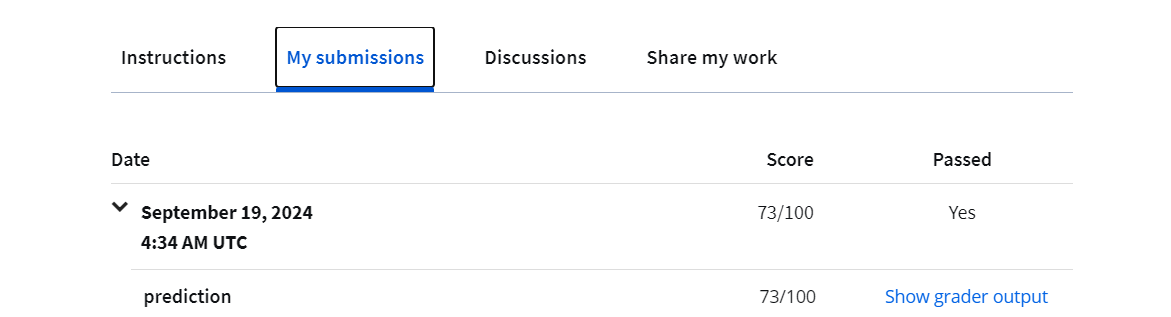 Instructions My submissions Discussions Share my work
Date Score Passed
September 19, 2024 73/100 Yes
4:34 AM UTC
prediction 73/100 Show grader output